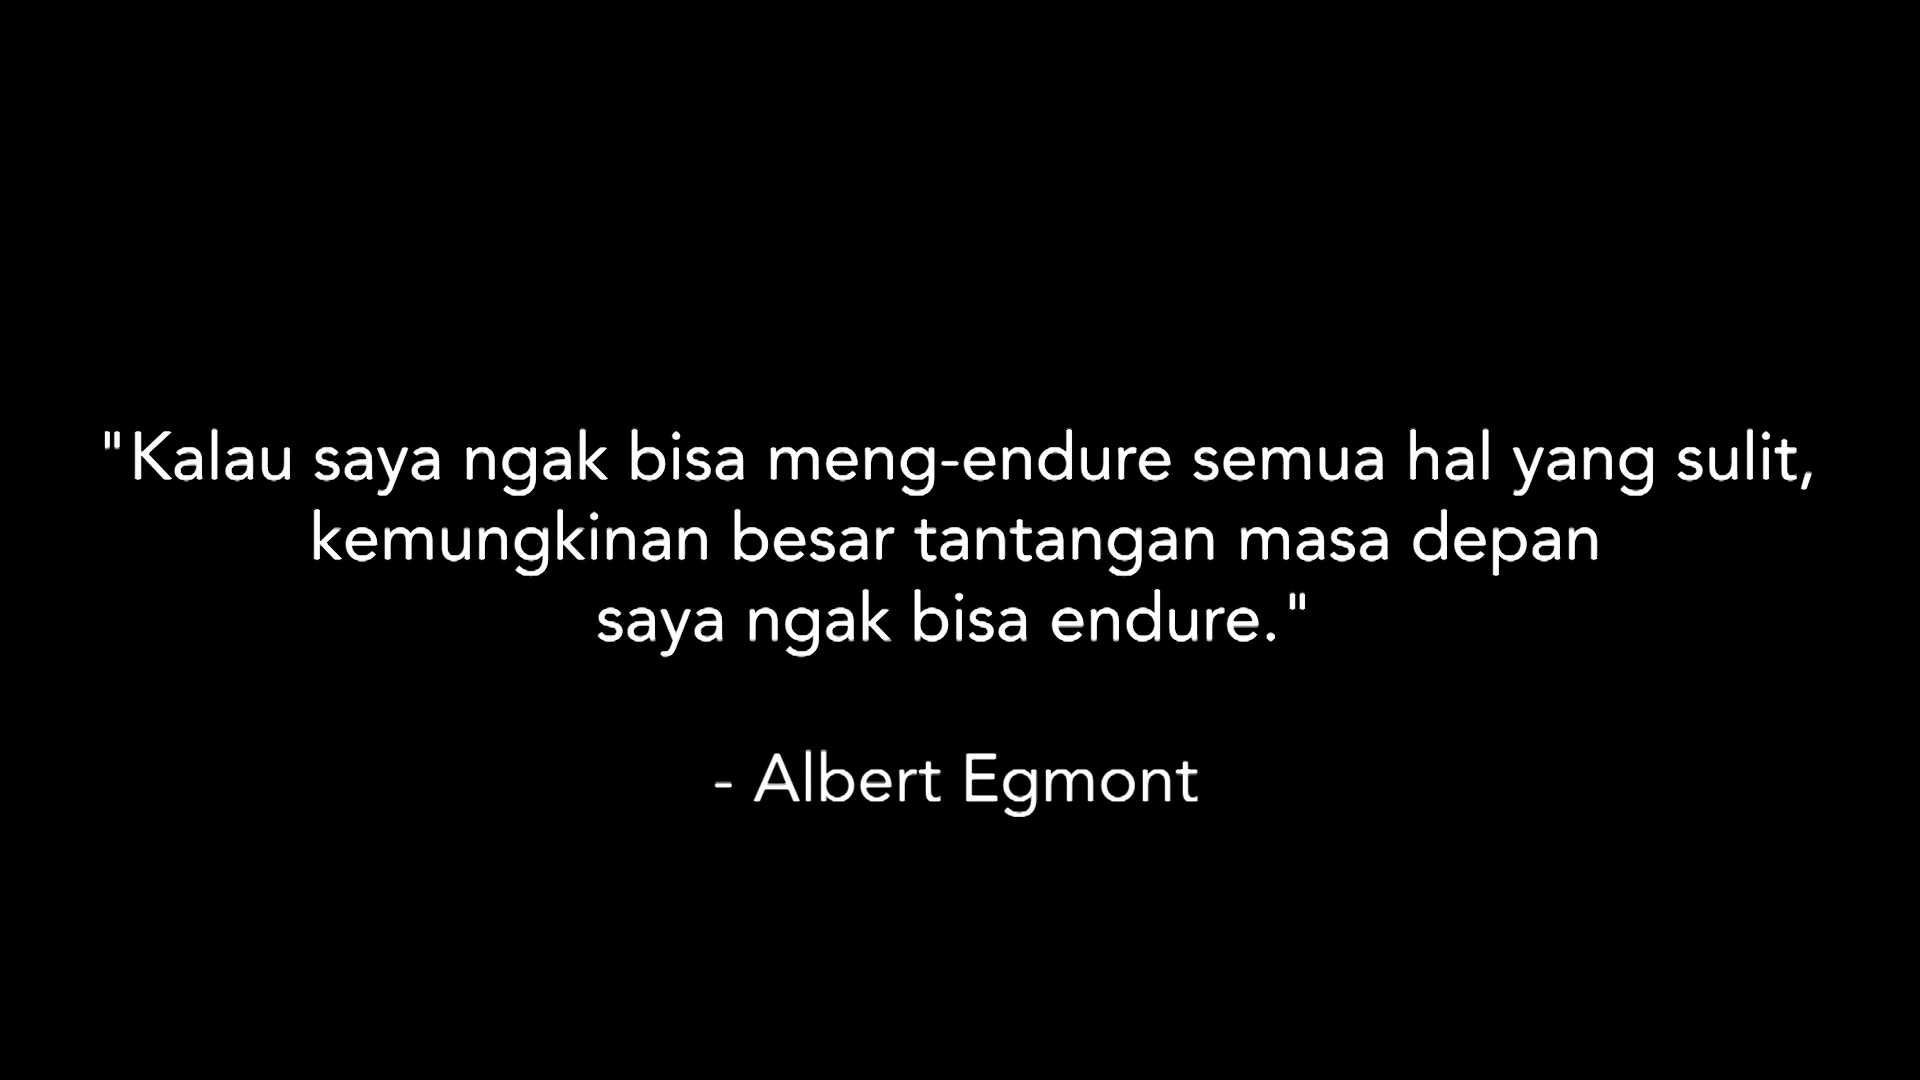 "Kalau saya ngak bisa meng-endure semua hal yang sulit,
kemungkinan besar tantangan masa depan
saya ngak bisa endure."
- Albert Egmont